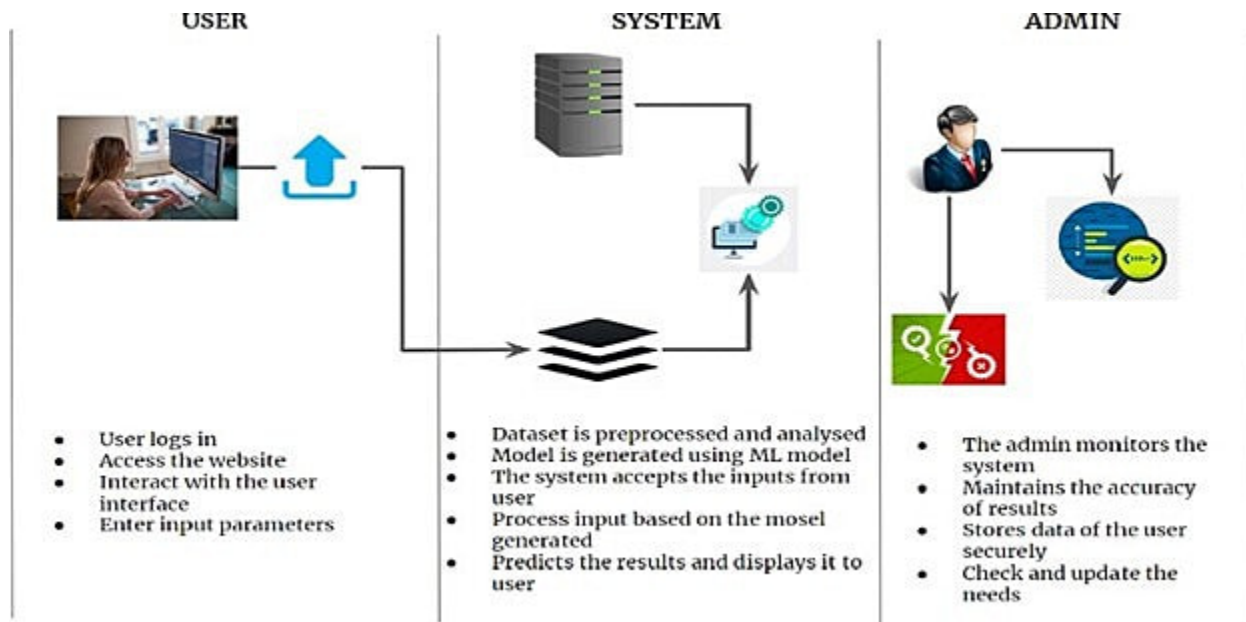 USER
SYSTEM
ADMIN
• User logs in
• Access the website
• Interact with the user
interface
• Enter input parameters
• Dataset is preprocessed and analysed
• Model is generated using ML model
• The system accepts the inputs from
user
• Process input based on the mosel
generated
• Predicts the results and displays it to
user
• The admin monitors the
system
• Maintains the accuracy
of results
• Stores data of the user
securely
• Check and update the
needs